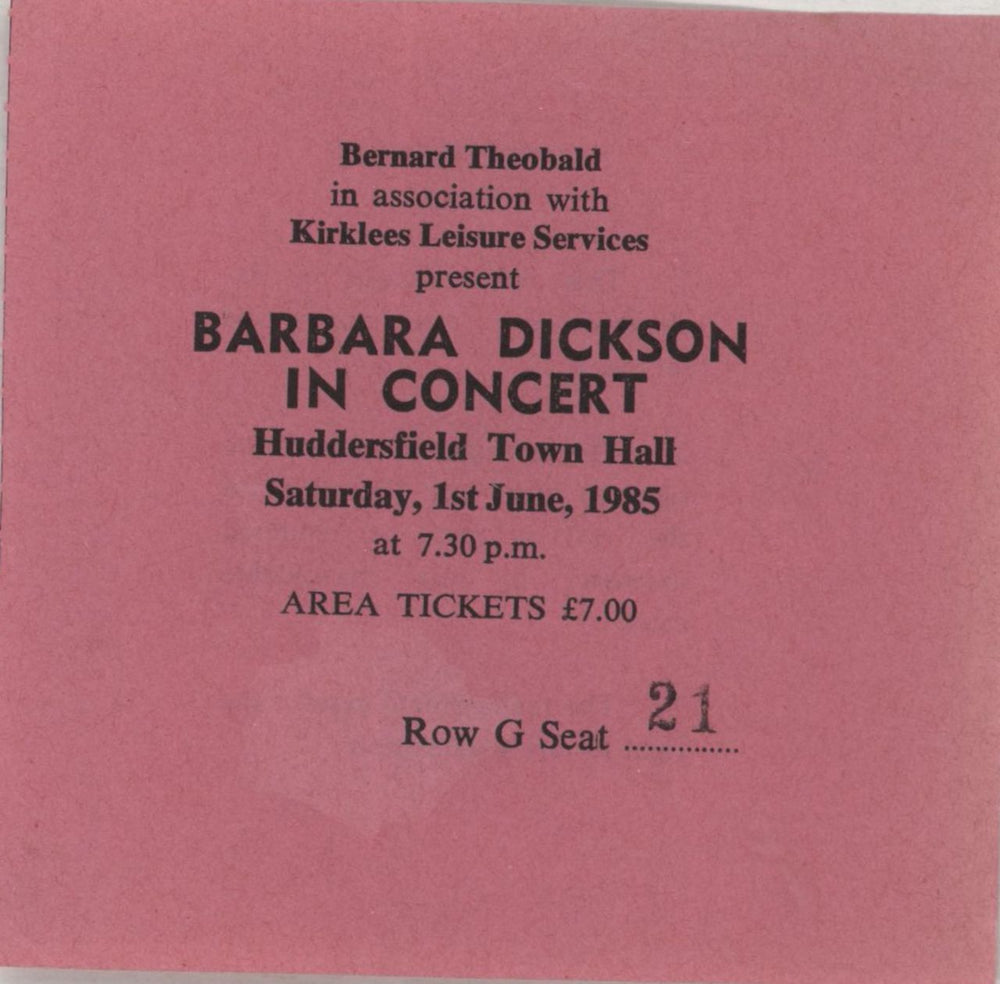 Bernard Theobald
in association with
Kirklees Leisure Services
present
BARBARA DICKSON
IN CONCERT
Huddersfield Town Hall
Saturday, 1st June, 1985
at 7.30 p.m.
AREA TICKETS £7.00
Row G Seat 21